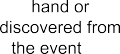 hand or
discovered from
the event